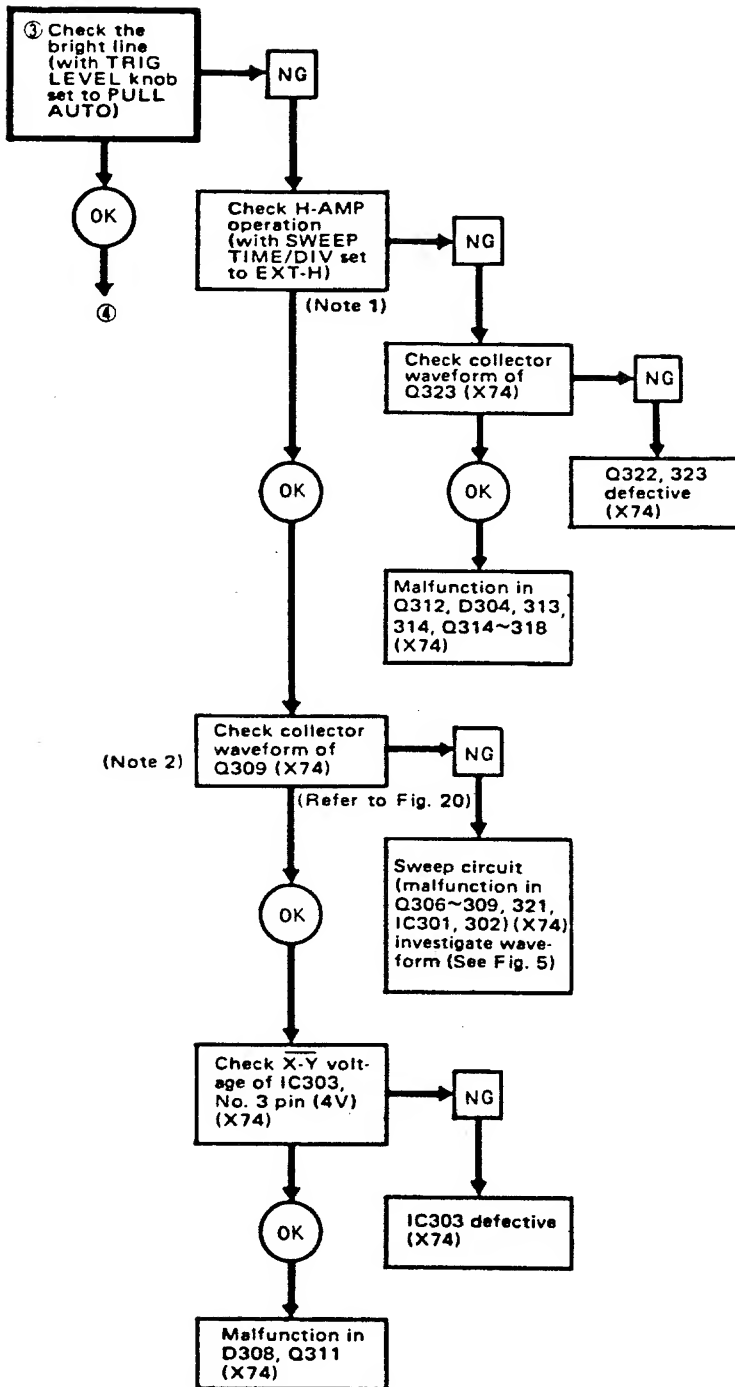 ③ Check the
bright line
(with TRIG
LEVEL knob
set to PULL
AUTO)
NG
OK
④
Check H-AMP
operation
(with SWEEP
TIME/DIV set
to EXT-H)
NG
(Note 1)
Check collector
waveform of
Q323 (X74)
NG
OK
OK
Q322, 323
defective
(X74)
Malfunction in
Q312, D304, 313,
314, Q314~318
(X74)
(Note 2)
Check collector
waveform of
Q309 (X74)
NG
(Refer to Fig. 20)
OK
Sweep circuit
(malfunction in
Q306~309, 321,
IC301, 302) (X74)
investigate wave-
form (See Fig. 5)
Check X-Y volt-
age of IC303,
No. 3 pin (4V)
(X74)
NG
OK
IC303 defective
(X74)
Malfunction in
D308, Q311
(X74)